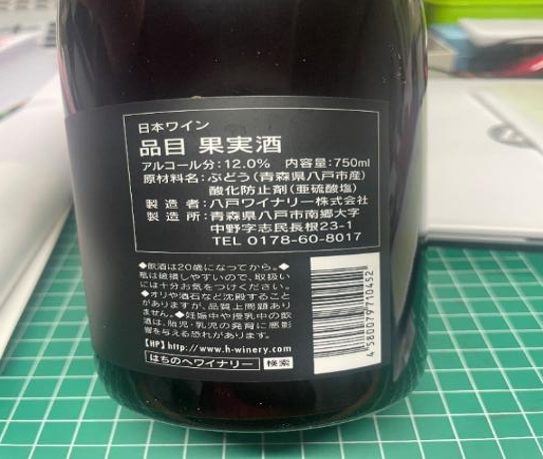 日本ワイン
品目 果実酒
アルコール分：12.0% 内容量：750ml
原材料名：ぶどう（青森県八戸市産）
酸化防止剤（亜硫酸塩）
製造者：八戸ワイナリー株式会社
製造所：青森県八戸市南郷大字
中野字志民長根23-1
TEL 0178-60-8017
◆飲酒は20歳になってから。◆
瓶は破損しやすいので、取扱い
には十分お気をつけください。
◆オリや酒石など沈殿すること
がありますが、品質上問題あり
ません。◆妊娠中や授乳中の飲
酒は、胎児・乳児の発育に悪影
響を与える恐れがあります。
【HP】http://www.h-winery.com
はちのへワイナリー 検索
4580079710452